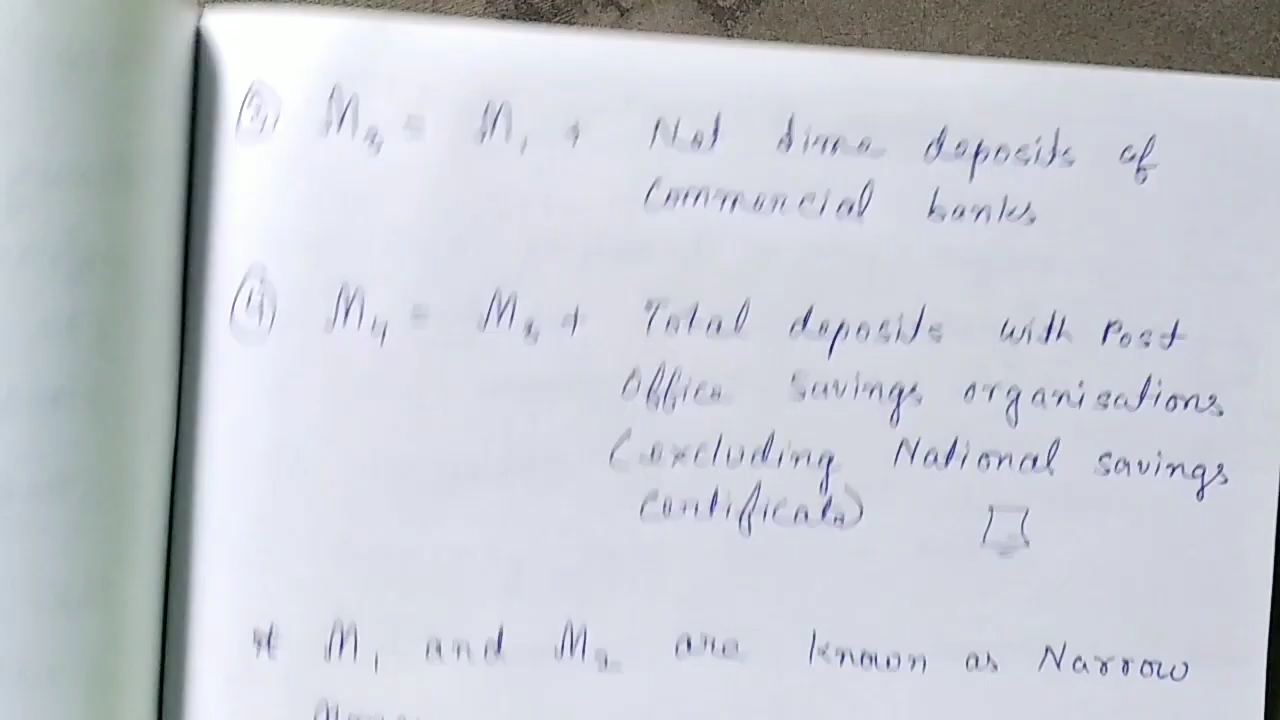 (3) M3 = M1 + Net time deposits of
commercial banks
(4) M4 = M3 + Total deposits with Post
Office savings organisations
(excluding National savings
certificate)
* M1 and M2 are known as Narrow